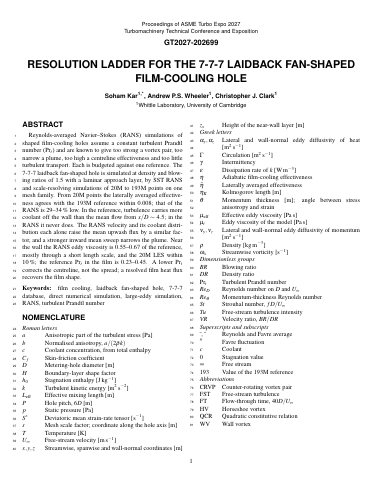 Proceedings of ASME Turbo Expo 2027
Turbomachinery Technical Conference and Exposition
GT2027-202699
RESOLUTION LADDER FOR THE 7-7-7 LAIDBACK FAN-SHAPED
FILM-COOLING HOLE
Soham Kar¹,*, Andrew P.S. Wheeler¹, Christopher J. Clark¹
¹Whittle Laboratory, University of Cambridge
ABSTRACT
Reynolds-averaged Navier–Stokes (RANS) simulations of
shaped film-cooling holes assume a constant turbulent Prandtl
number (Prₜ) and are known to give too strong a vortex pair, too
narrow a plume, too high a centreline effectiveness and too little
turbulent transport. Each is budgeted against one reference. The
7-7-7 laidback fan-shaped hole is simulated at density and blow-
ing ratios of 1.5 with a laminar approach layer, by SST RANS
and scale-resolving simulations of 20M to 193M points on one
mesh family. From 20M points the laterally averaged effective-
ness agrees with the 193M reference within 0.008; that of the
RANS is 29–34% low. In the reference, turbulence carries more
coolant off the wall than the mean flow from x/D = 4.5; in the
RANS it never does. The RANS velocity and its coolant distri-
bution each alone raise the mean upwash flux by a similar fac-
tor, and a stronger inward mean sweep narrows the plume. Near
the wall the RANS eddy viscosity is 0.55–0.67 of the reference,
mostly through a short length scale, and the 20M LES within
10%; the reference Prₜ in the film is 0.23–0.45. A lower Prₜ
corrects the centreline, not the spread; a resolved film heat flux
recovers the film shape.
Keywords: film cooling, laidback fan-shaped hole, 7-7-7
database, direct numerical simulation, large-eddy simulation,
RANS, turbulent Prandtl number
NOMENCLATURE
Roman letters
a Anisotropic part of the turbulent stress [Pa]
b Normalised anisotropy, a/(2ρk)
c Coolant concentration, from total enthalpy
Skin-friction coefficient
D Metering-hole diameter [m]
H Boundary-layer shape factor
h₀ Stagnation enthalpy [J kg⁻¹]
k Turbulent kinetic energy [m² s⁻²]
Effective mixing length [m]
P Hole pitch, 6D [m]
p Static pressure [Pa]
Deviatoric mean strain-rate tensor [s⁻¹]
s Mesh scale factor; coordinate along the hole axis [m]
T Temperature [K]
U∞ Free-stream velocity [m s⁻¹]
x, y, z Streamwise, spanwise and wall-normal coordinates [m]
Height of the near-wall layer [m]
Greek letters
Lateral and wall-normal eddy diffusivity of heat
[m² s⁻¹]
Γ Circulation [m² s⁻¹]
γ Intermittency
ε Dissipation rate of k [W m⁻³]
η Adiabatic film-cooling effectiveness
η̄ Laterally averaged effectiveness
Kolmogorov length [m]
θ Momentum thickness [m]; angle between stress
anisotropy and strain
Effective eddy viscosity [Pa s]
μₜ Eddy viscosity of the model [Pa s]
Lateral and wall-normal eddy diffusivity of momentum
[m² s⁻¹]
ρ Density [kg m⁻³]
ωₓ Streamwise vorticity [s⁻¹]
Dimensionless groups
BR Blowing ratio
DR Density ratio
Prₜ Turbulent Prandtl number
Reynolds number on D and U∞
Momentum-thickness Reynolds number
St Strouhal number, fD/U∞
Tu Free-stream turbulence intensity
VR Velocity ratio, BR/DR
Superscripts and subscripts
Reynolds and Favre average
″ Favre fluctuation
c Coolant
0 Stagnation value
∞ Free stream
193 Value of the 193M reference
Abbreviations
CRVP Counter-rotating vortex pair
FST Free-stream turbulence
FT Flow-through time, 40D/U∞
HV Horseshoe vortex
QCR Quadratic constitutive relation
WV Wall vortex
1